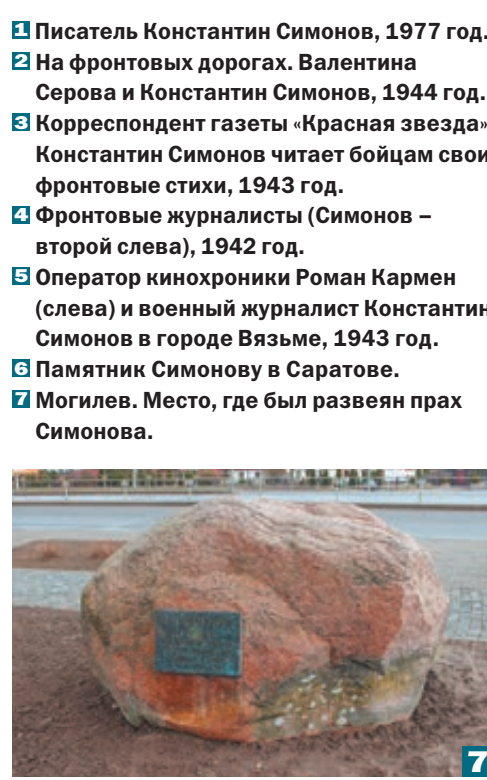 1 Писатель Константин Симонов, 1977 год.
2 На фронтовых дорогах. Валентина
Серова и Константин Симонов, 1944 год.
3 Корреспондент газеты «Красная звезда»
Константин Симонов читает бойцам свои
фронтовые стихи, 1943 год.
4 Фронтовые журналисты (Симонов –
второй слева), 1942 год.
5 Оператор кинохроники Роман Кармен
(слева) и военный журналист Константин
Симонов в городе Вязьме, 1943 год.
6 Памятник Симонову в Саратове.
7 Могилев. Место, где был развеян прах
Симонова.
7